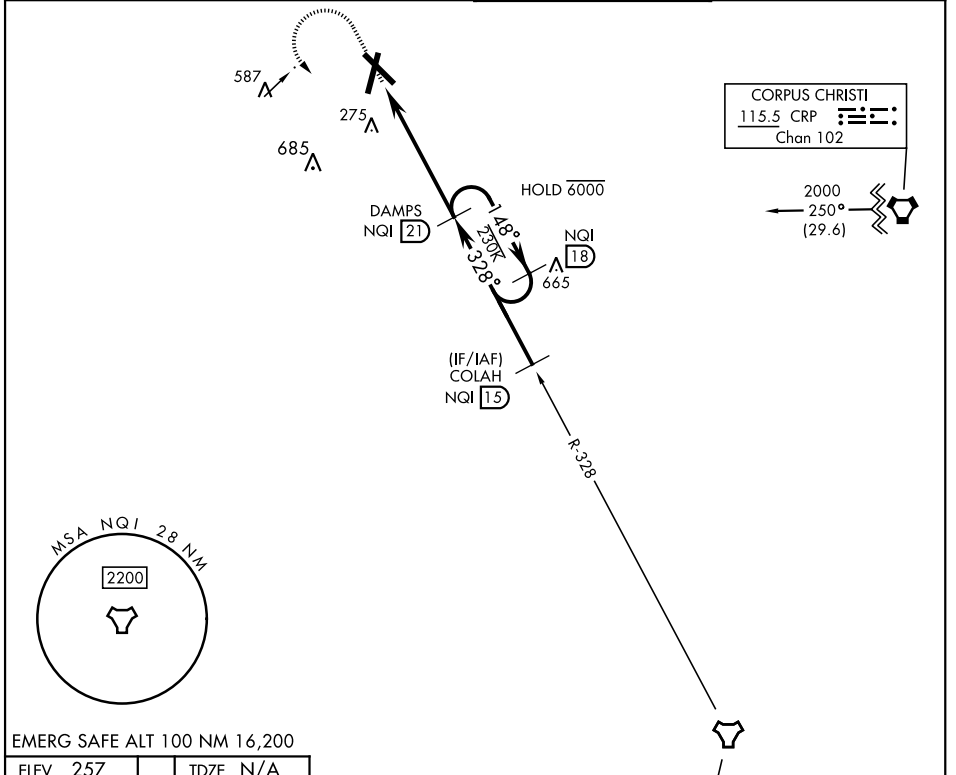 587
275
685
CORPUS CHRISTI
115.5 CRP
Chan 102
2000
250°
(29.6)
HOLD 6000
DAMPS
NQI 21
148°
230K
328°
NQI
18
665
(IF/IAF)
COLAH
NQI 15
R-328
MSA NQI 28 NM
2200
EMERG SAFE ALT 100 NM 16,200
ELEV 257 TDZE N/A